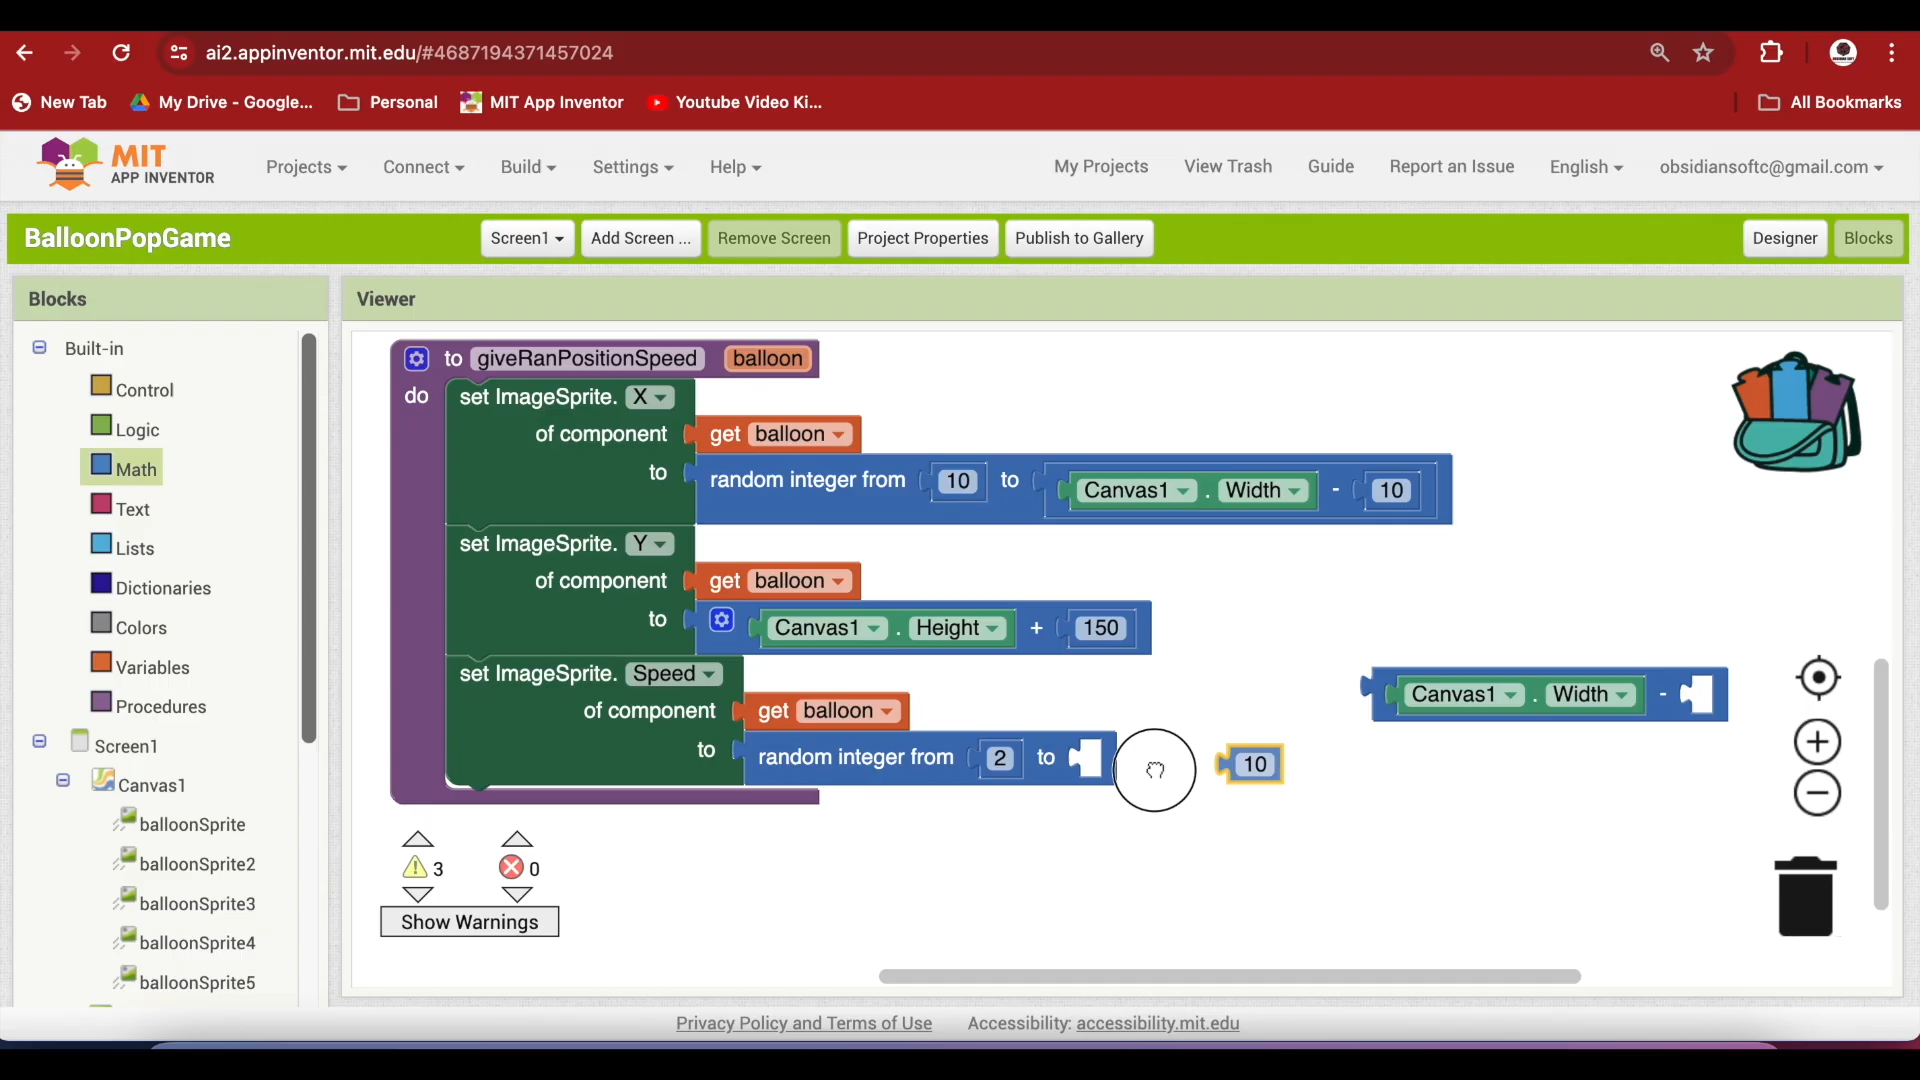 ai2.appinventor.mit.edu/#4687194371457024
New Tab My Drive - Google... Personal MIT App Inventor Youtube Video Ki... All Bookmarks
MIT
APP INVENTOR
Projects Connect Build Settings Help My Projects View Trash Guide Report an Issue English obsidiansoftc@gmail.com
BalloonPopGame Screen1 Add Screen ... Remove Screen Project Properties Publish to Gallery Designer Blocks
Blocks Viewer
Built-in
Control
Logic
Math
Text
Lists
Dictionaries
Colors
Variables
Procedures
Screen1
Canvas1
balloonSprite
balloonSprite2
balloonSprite3
balloonSprite4
balloonSprite5
to giveRanPositionSpeed balloon
do set ImageSprite. X
of component get balloon
to random integer from 10 to Canvas1 . Width - 10
set ImageSprite. Y
of component get balloon
to Canvas1 . Height + 150
set ImageSprite. Speed
of component get balloon
to random integer from 2 to
10
Canvas1 . Width -
3 0
Show Warnings
Privacy Policy and Terms of Use Accessibility: accessibility.mit.edu